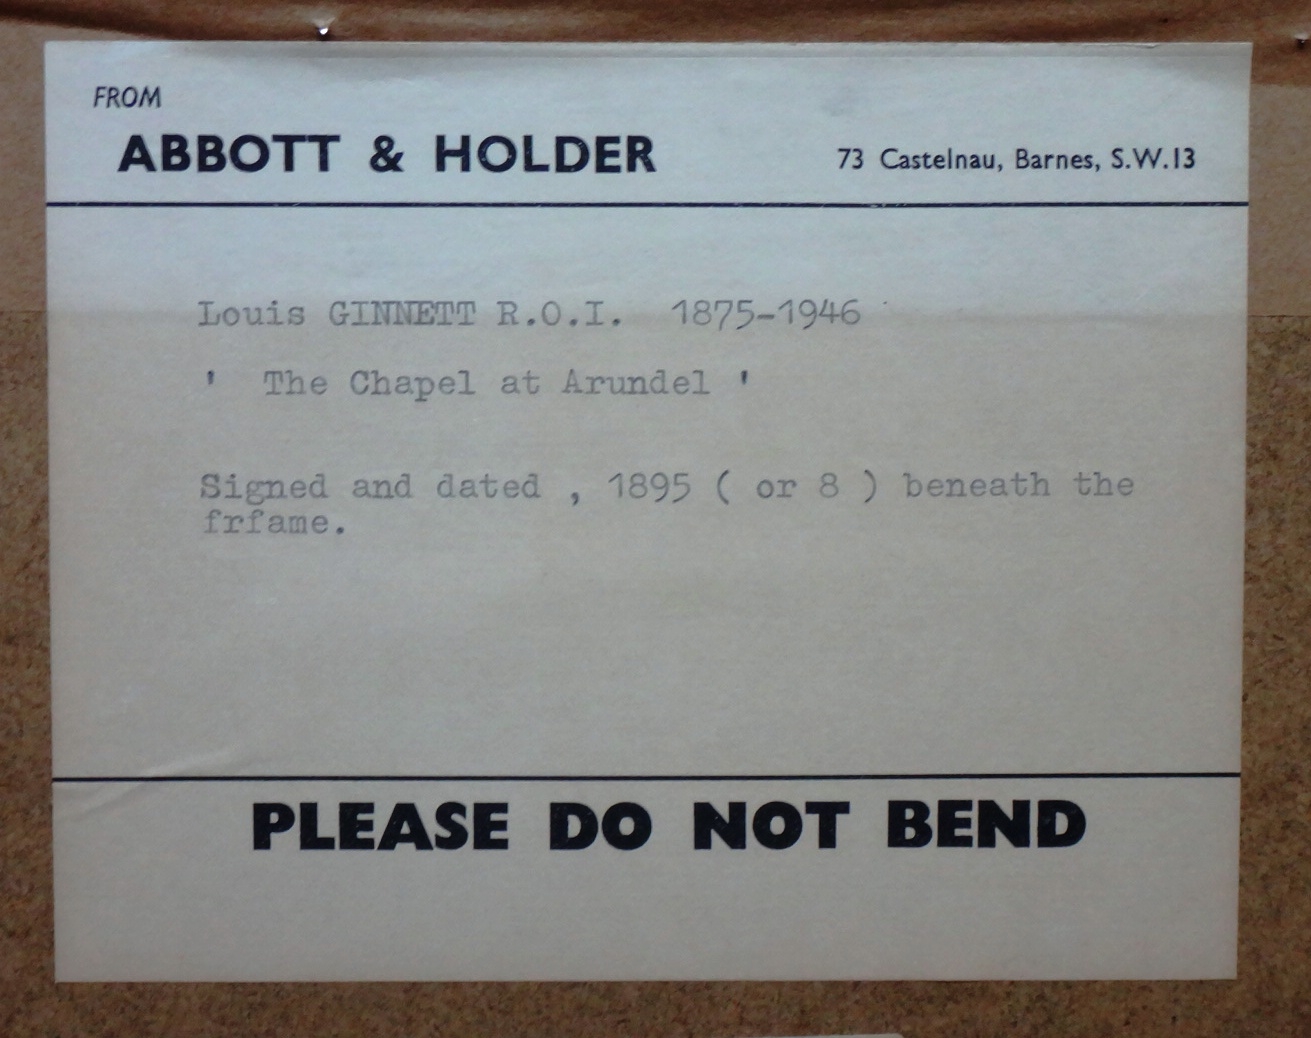 FROM
ABBOTT & HOLDER
73 Castelnau, Barnes, S.W.13
Louis GINNETT R.O.I. 1875-1946
' The Chapel at Arundel '
Signed and dated , 1895 ( or 8 ) beneath the
frfame.
PLEASE DO NOT BEND